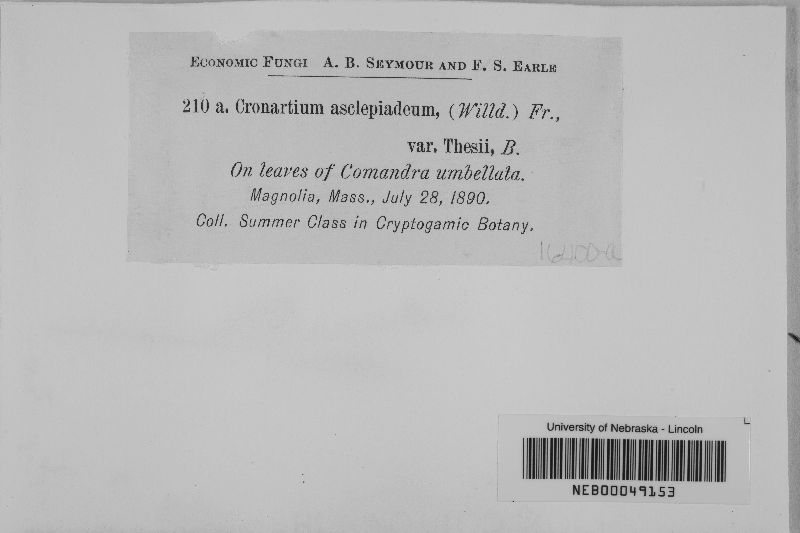 ECONOMIC FUNGI A. B. SEYMOUR AND F. S. EARLE
210 a. Cronartium asclepiadeum, (Willd.) Fr.,
var. Thesii, B.
On leaves of Comandra umbellata.
Magnolia, Mass., July 28, 1890.
Coll. Summer Class in Cryptogamic Botany.
University of Nebraska - Lincoln
NEB00049153